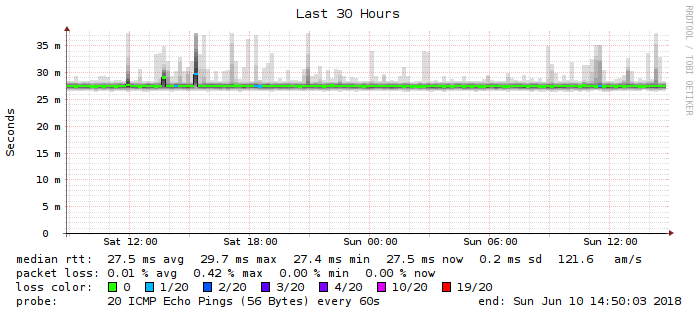 Last 30 Hours
RRDTOOL / TOBI OETIKER
Seconds
35 m
30 m
25 m
20 m
15 m
10 m
5 m
0
Sat 12:00 Sat 18:00 Sun 00:00 Sun 06:00 Sun 12:00
median rtt: 27.5 ms avg 29.7 ms max 27.4 ms min 27.5 ms now 0.2 ms sd 121.6 am/s
packet loss: 0.01 % avg 0.42 % max 0.00 % min 0.00 % now
loss color: 0 1/20 2/20 3/20 4/20 10/20 19/20
probe: 20 ICMP Echo Pings (56 Bytes) every 60s end: Sun Jun 10 14:50:03 2018